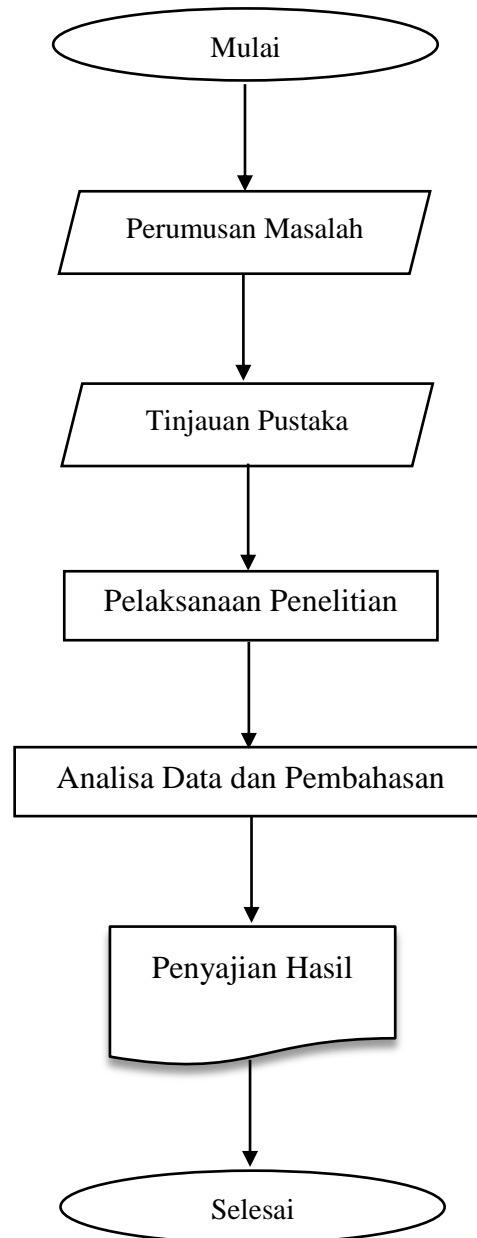 Mulai
Perumusan Masalah
Tinjauan Pustaka
Pelaksanaan Penelitian
Analisa Data dan Pembahasan
Penyajian Hasil
Selesai